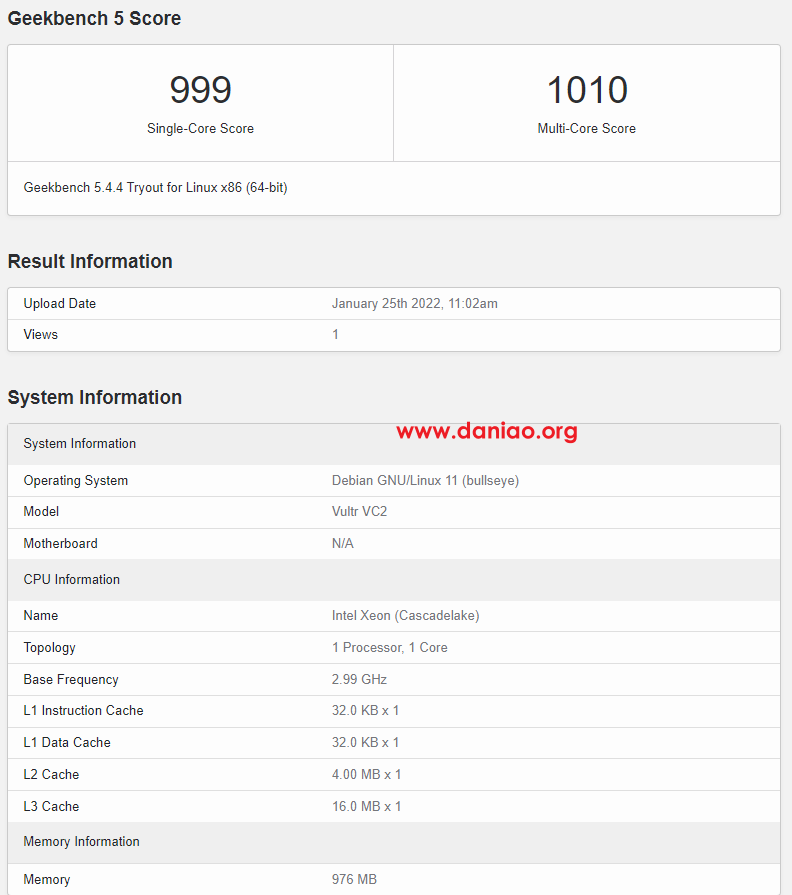 Geekbench 5 Score
999
1010
Single-Core Score
Multi-Core Score
Geekbench 5.4.4 Tryout for Linux x86 (64-bit)
Result Information
Upload Date January 25th 2022, 11:02am
Views 1
System Information
www.daniao.org
System Information
Operating System Debian GNU/Linux 11 (bullseye)
Model Vultr VC2
Motherboard N/A
CPU Information
Name Intel Xeon (Cascadelake)
Topology 1 Processor, 1 Core
Base Frequency 2.99 GHz
L1 Instruction Cache 32.0 KB x 1
L1 Data Cache 32.0 KB x 1
L2 Cache 4.00 MB x 1
L3 Cache 16.0 MB x 1
Memory Information
Memory 976 MB